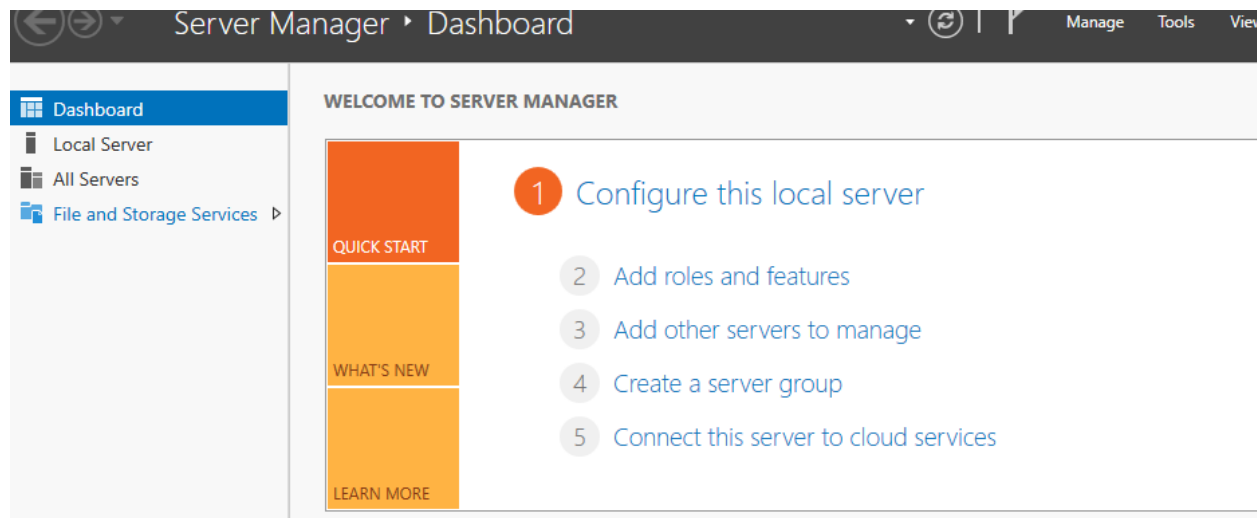 Server Manager ‣ Dashboard
Manage Tools View
Dashboard
Local Server
All Servers
File and Storage Services
WELCOME TO SERVER MANAGER
QUICK START
WHAT'S NEW
LEARN MORE
1 Configure this local server
2 Add roles and features
3 Add other servers to manage
4 Create a server group
5 Connect this server to cloud services